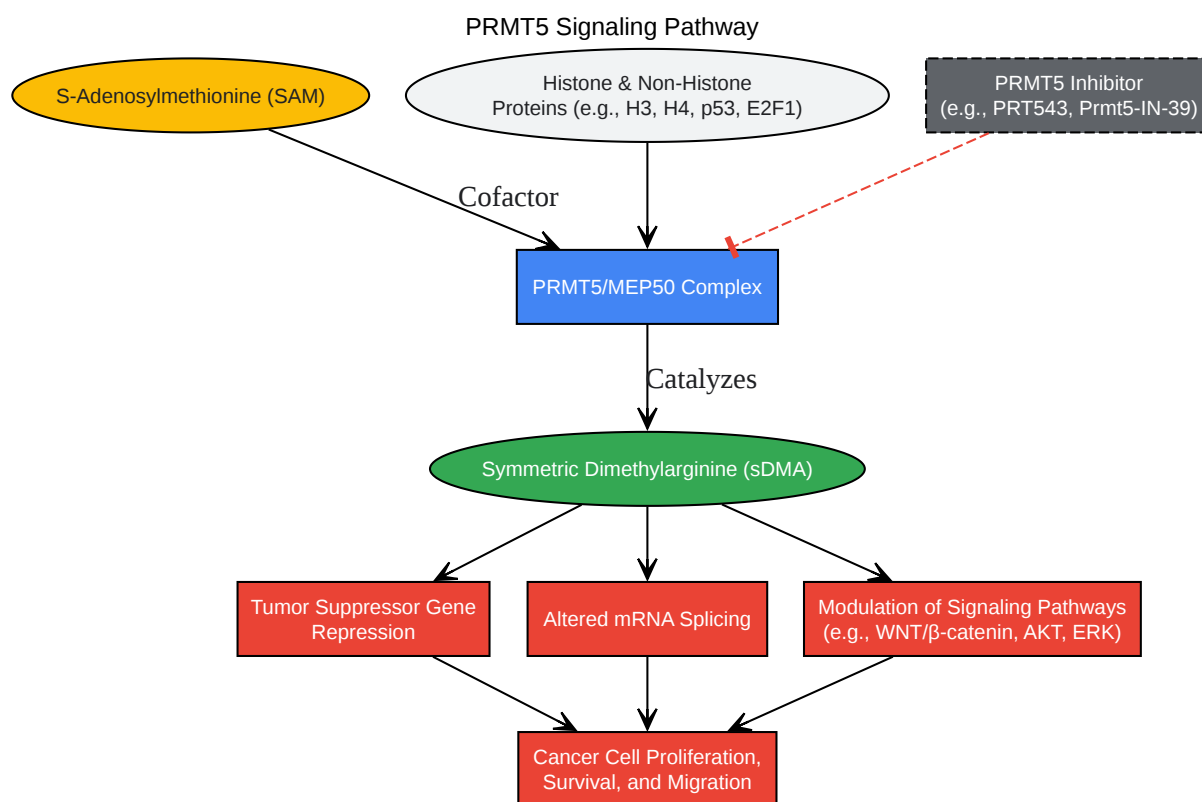 PRMT5 Signaling Pathway
S-Adenosylmethionine (SAM)
Histone & Non-Histone
Proteins (e.g., H3, H4, p53, E2F1)
PRMT5 Inhibitor
(e.g., PRT543, Prmt5-IN-39)
Cofactor
PRMT5/MEP50 Complex
Catalyzes
Symmetric Dimethylarginine (sDMA)
Tumor Suppressor Gene
Repression
Altered mRNA Splicing
Modulation of Signaling Pathways
(e.g., WNT/β-catenin, AKT, ERK)
Cancer Cell Proliferation,
Survival, and Migration